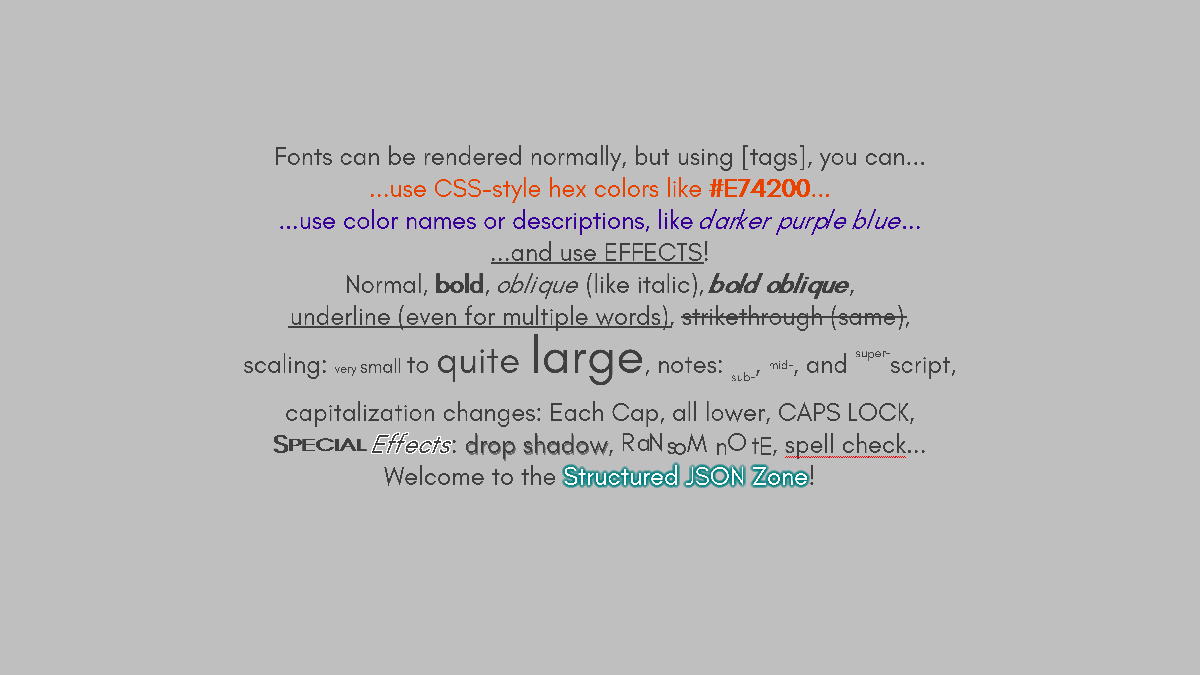 Fonts can be rendered normally, but using [tags], you can...
...use CSS-style hex colors like #E74200...
...use color names or descriptions, like darker purple blue...
...and use EFFECTS!
Normal, bold, oblique (like italic), bold oblique,
underline (even for multiple words), strikethrough (same),
scaling: very small to quite large, notes: sub-, mid-, and super-script,
capitalization changes: Each Cap, all lower, CAPS LOCK,
SPECIAL Effects: drop shadow, RaNsoM nOtE, spell check...
Welcome to the Structured JSON Zone!